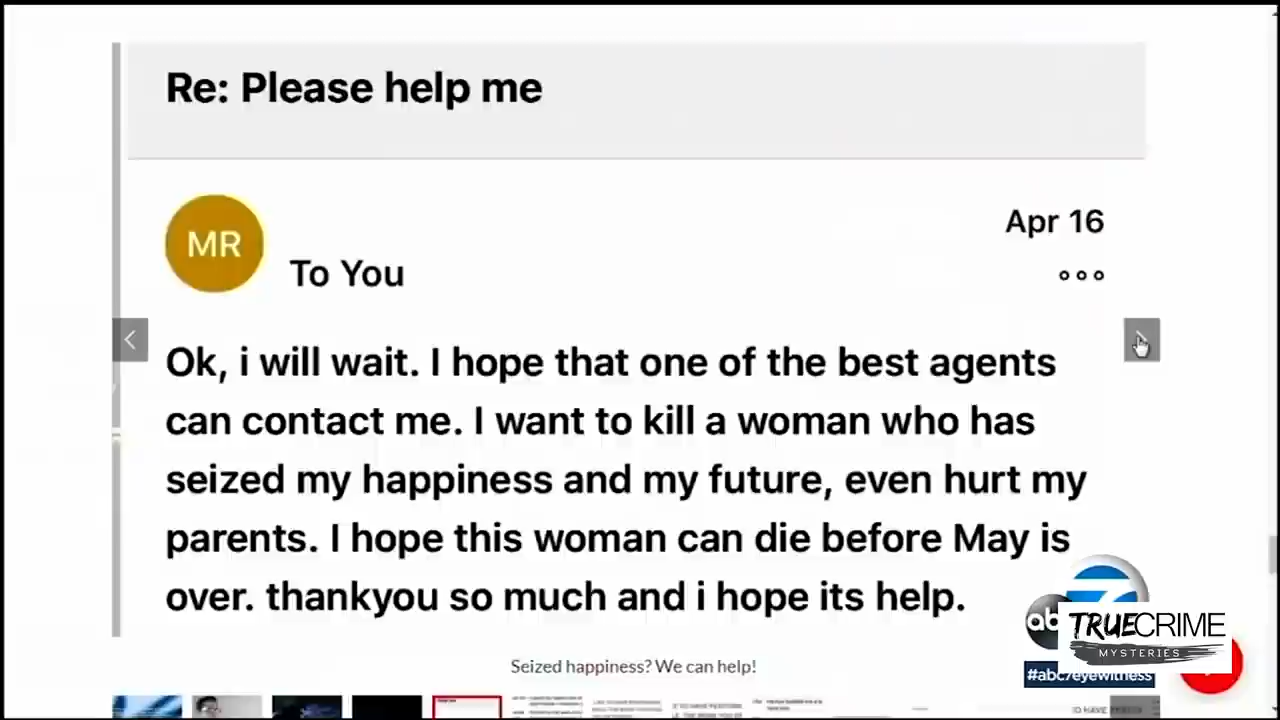 Re: Please help me
MR
Apr 16
To You
Ok, i will wait. I hope that one of the best agents
can contact me. I want to kill a woman who has
seized my happiness and my future, even hurt my
parents. I hope this woman can die before May is
over. thankyou so much and i hope its help.
TRUECRIME
MYSTERIES
#abc7eyewitness
Seized happiness? We can help!